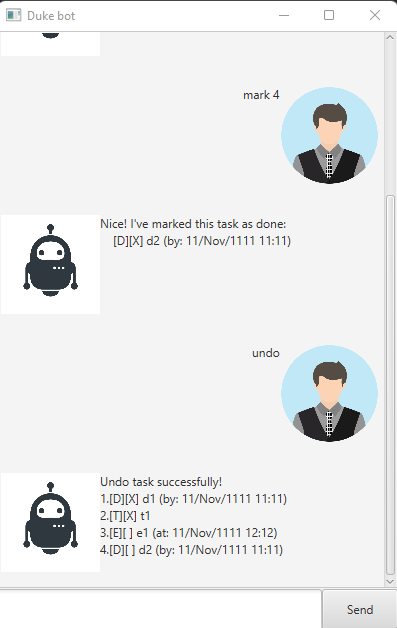 Duke bot
mark 4
Nice! I've marked this task as done:
[D][X] d2 (by: 11/Nov/1111 11:11)
undo
Undo task successfully!
1.[D][X] d1 (by: 11/Nov/1111 11:11)
2.[T][X] t1
3.[E][ ] e1 (at: 11/Nov/1111 12:12)
4.[D][ ] d2 (by: 11/Nov/1111 11:11)
Send